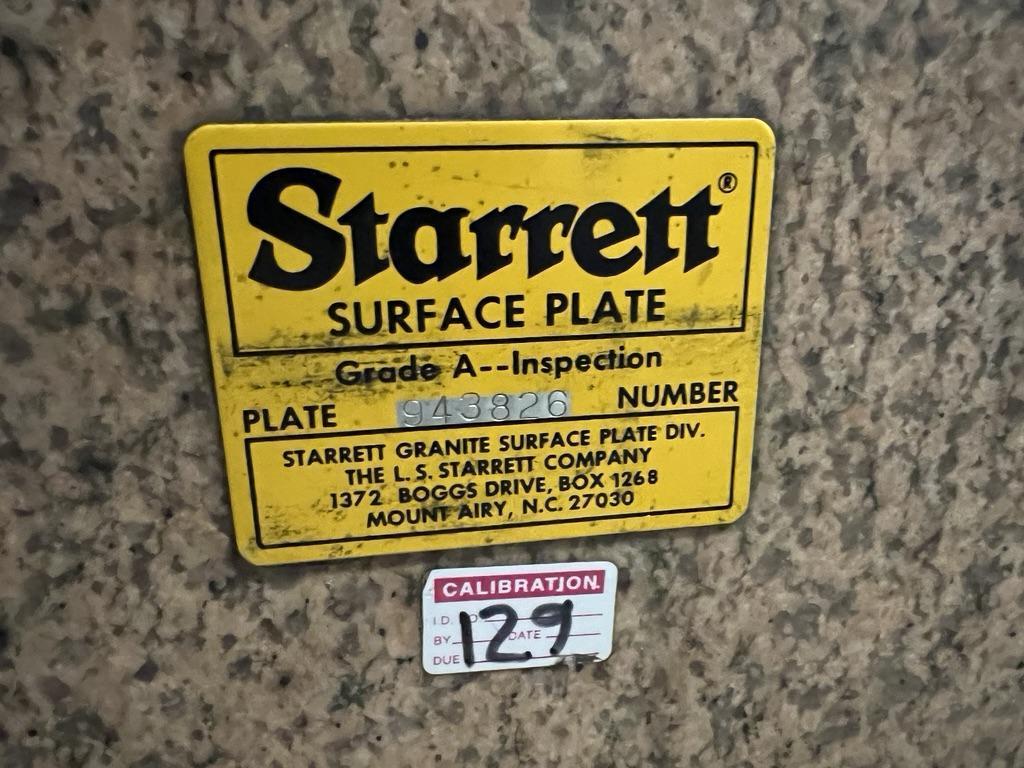 Starrett®
SURFACE PLATE
Grade A--Inspection
PLATE 943826 NUMBER
STARRETT GRANITE SURFACE PLATE DIV.
THE L. S. STARRETT COMPANY
1372 BOGGS DRIVE, BOX 1268
MOUNT AIRY, N.C. 27030
CALIBRATION
I.D.
129
BY DATE
DUE